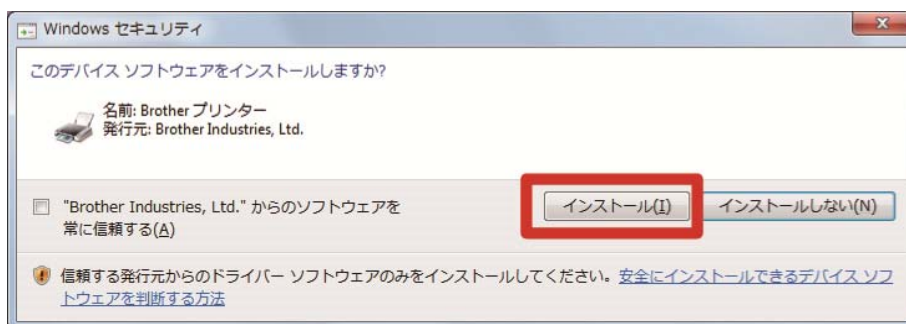 Windows セキュリティ
このデバイス ソフトウェアをインストールしますか?
名前: Brother プリンター
発行元: Brother Industries, Ltd.
"Brother Industries, Ltd." からのソフトウェアを
常に信頼する(A)
インストール(I)
インストールしない(N)
信頼する発行元からのドライバー ソフトウェアのみをインストールしてください。安全にインストールできるデバイス ソフ
トウェアを判断する方法